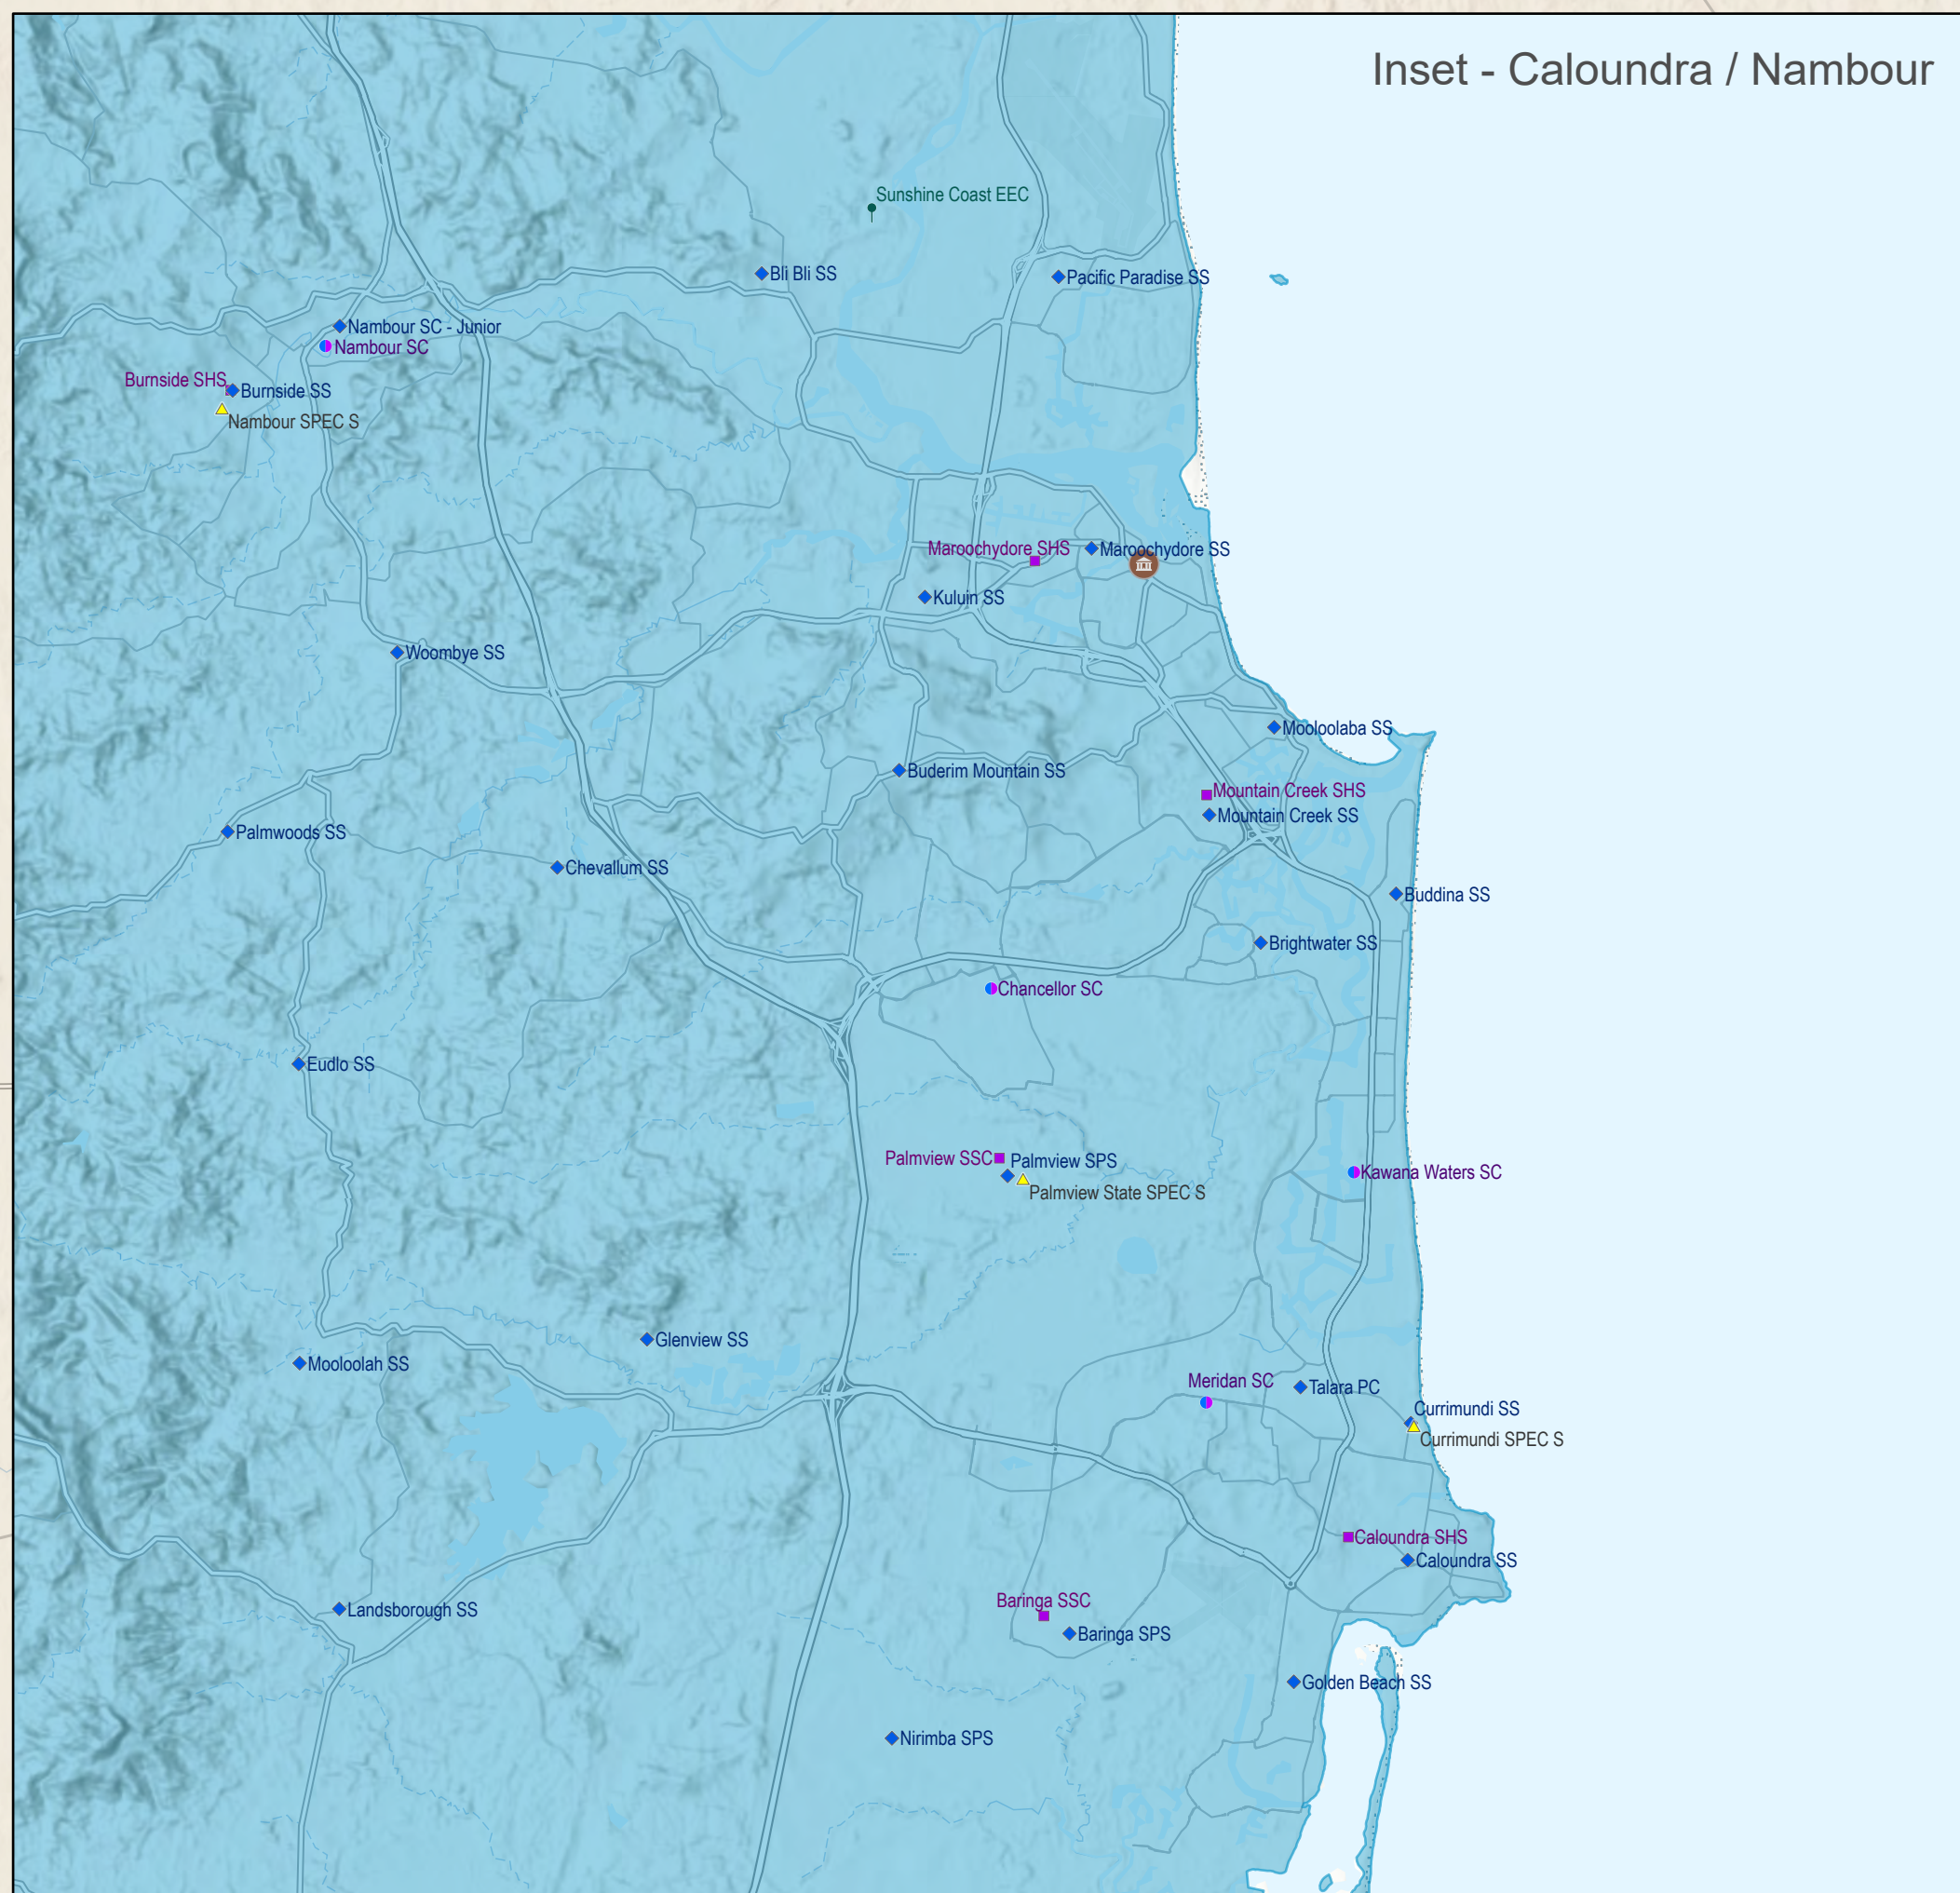 Inset - Caloundra / Nambour
Sunshine Coast EEC
Bli Bli SS
Pacific Paradise SS
Nambour SC - Junior
Nambour SC
Burnside SHS
Burnside SS
Nambour SPEC S
Maroochydore SHS
Maroochydore SS
Kuluin SS
Woombye SS
Mooloolaba SS
Buderim Mountain SS
Mountain Creek SHS
Mountain Creek SS
Palmwoods SS
Chevallum SS
Buddina SS
Brightwater SS
Chancellor SC
Eudlo SS
Palmview SSC
Palmview SPS
Kawana Waters SC
Palmview State SPEC S
Glenview SS
Mooloolah SS
Meridan SC
Talara PC
Currimundi SS
Currimundi SPEC S
Caloundra SHS
Caloundra SS
Baringa SSC
Landsborough SS
Baringa SPS
Golden Beach SS
Nirimba SPS